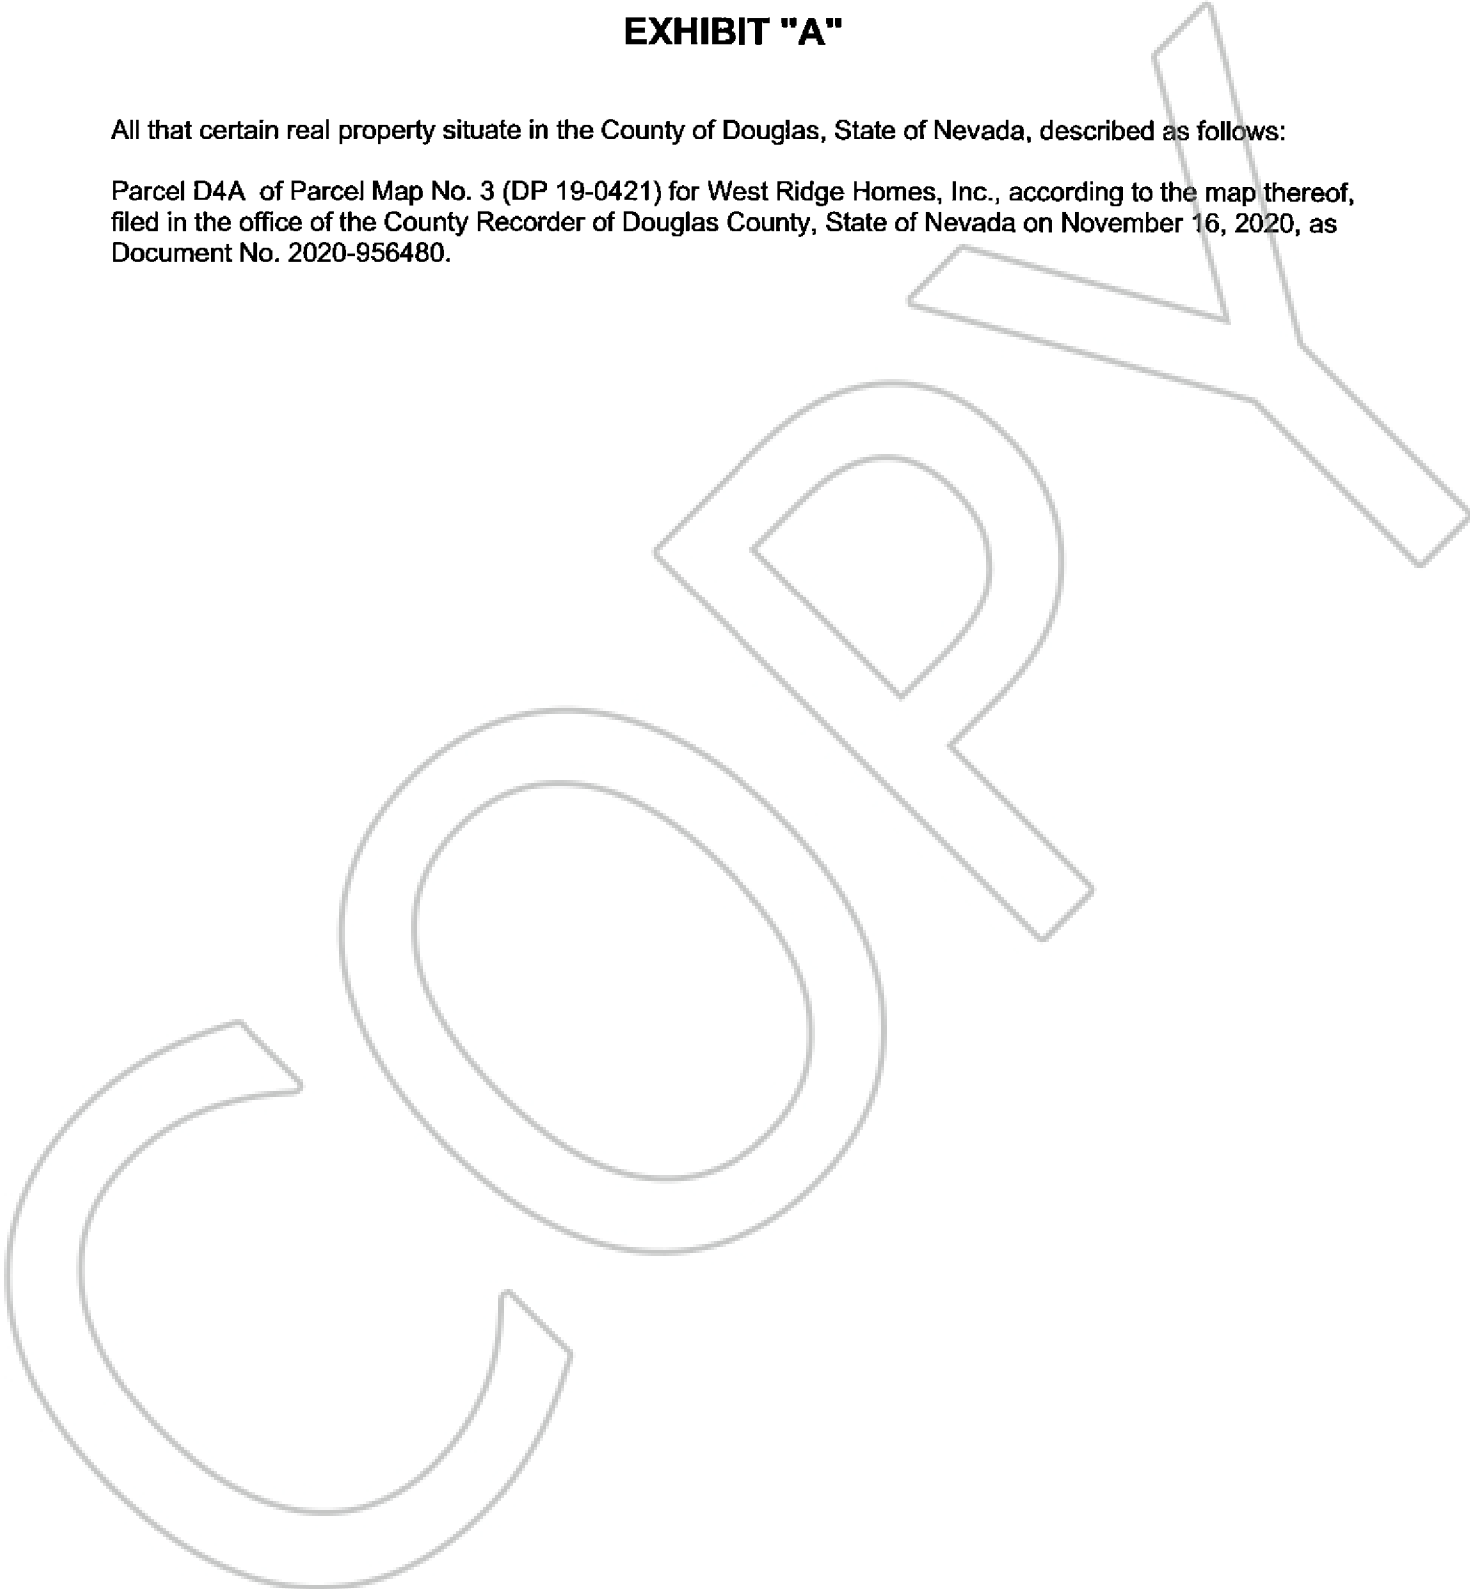 EXHIBIT "A"
All that certain real property situate in the County of Douglas, State of Nevada, described as follows:
Parcel D4A of Parcel Map No. 3 (DP 19-0421) for West Ridge Homes, Inc., according to the map thereof,
filed in the office of the County Recorder of Douglas County, State of Nevada on November 16, 2020, as
Document No. 2020-956480.
COPY